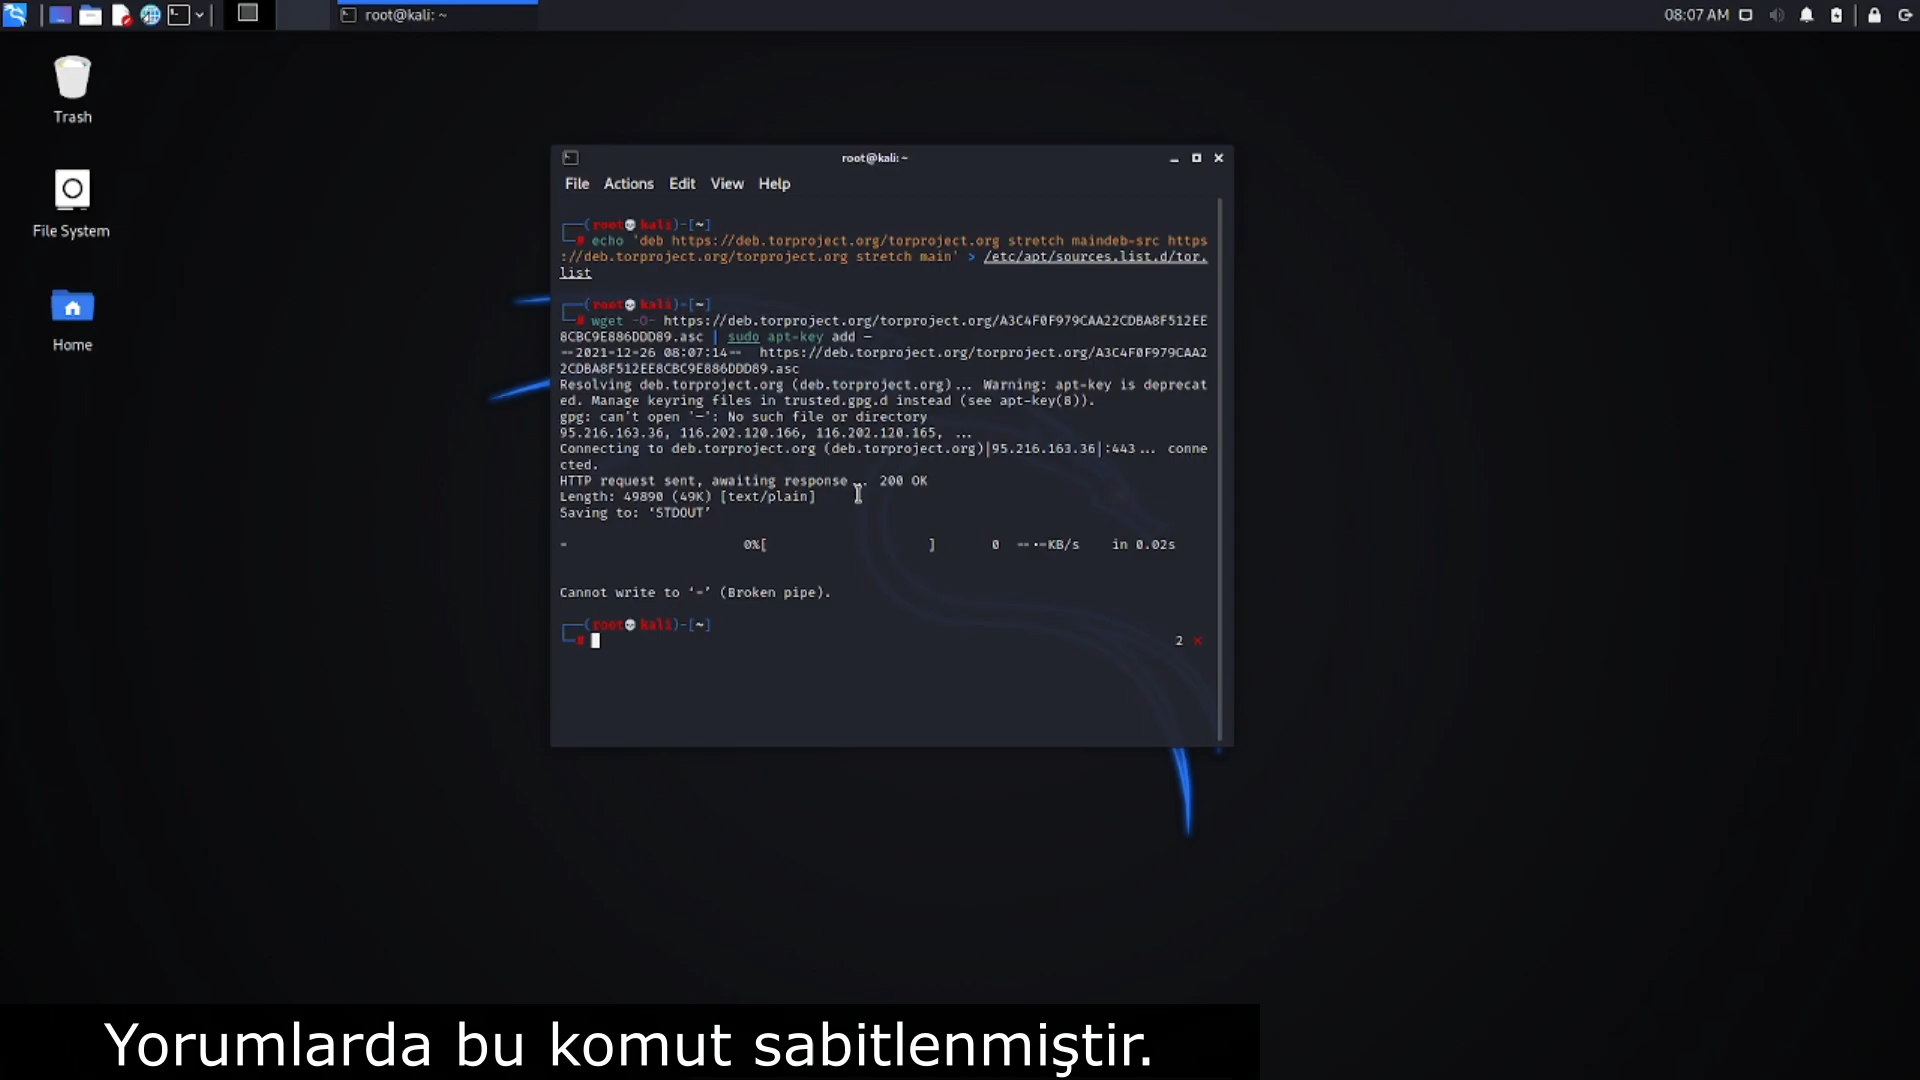 root@kali: ~
08:07 AM
Trash
File System
Home
root@kali: ~
File Actions Edit View Help
┌──(root💀kali)-[~]
└─# echo 'deb https://deb.torproject.org/torproject.org stretch maindeb-src https
://deb.torproject.org/torproject.org stretch main' > /etc/apt/sources.list.d/tor.
list
┌──(root💀kali)-[~]
└─# wget -O- https://deb.torproject.org/torproject.org/A3C4F0F979CAA22CDBA8F512EE
8CBC9E886DDD89.asc | sudo apt-key add —
--2021-12-26 08:07:14-- https://deb.torproject.org/torproject.org/A3C4F0F979CAA2
2CDBA8F512EE8CBC9E886DDD89.asc
Resolving deb.torproject.org (deb.torproject.org)... Warning: apt-key is deprecat
ed. Manage keyring files in trusted.gpg.d instead (see apt-key(8)).
gpg: can't open '—': No such file or directory
95.216.163.36, 116.202.120.166, 116.202.120.165, ...
Connecting to deb.torproject.org (deb.torproject.org)|95.216.163.36|:443... conne
cted.
HTTP request sent, awaiting response... 200 OK
Length: 49890 (49K) [text/plain]
Saving to: ‘STDOUT’
- 0%[ ] 0 --.-KB/s in 0.02s
Cannot write to ‘-’ (Broken pipe).
┌──(root💀kali)-[~]
└─# 2 ⨯
Yorumlarda bu komut sabitlenmiştir.